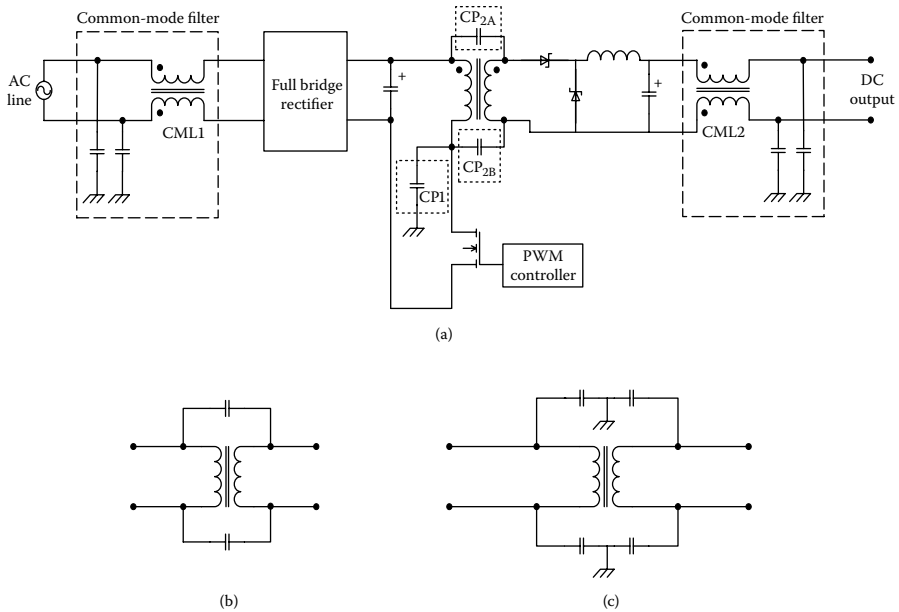 Common-mode filter
CP2A
Common-mode filter
AC
line
CML1
Full bridge
rectifier
+
+
DC
output
CML2
CP2B
CP1
PWM
controller
(a)
(b)
(c)